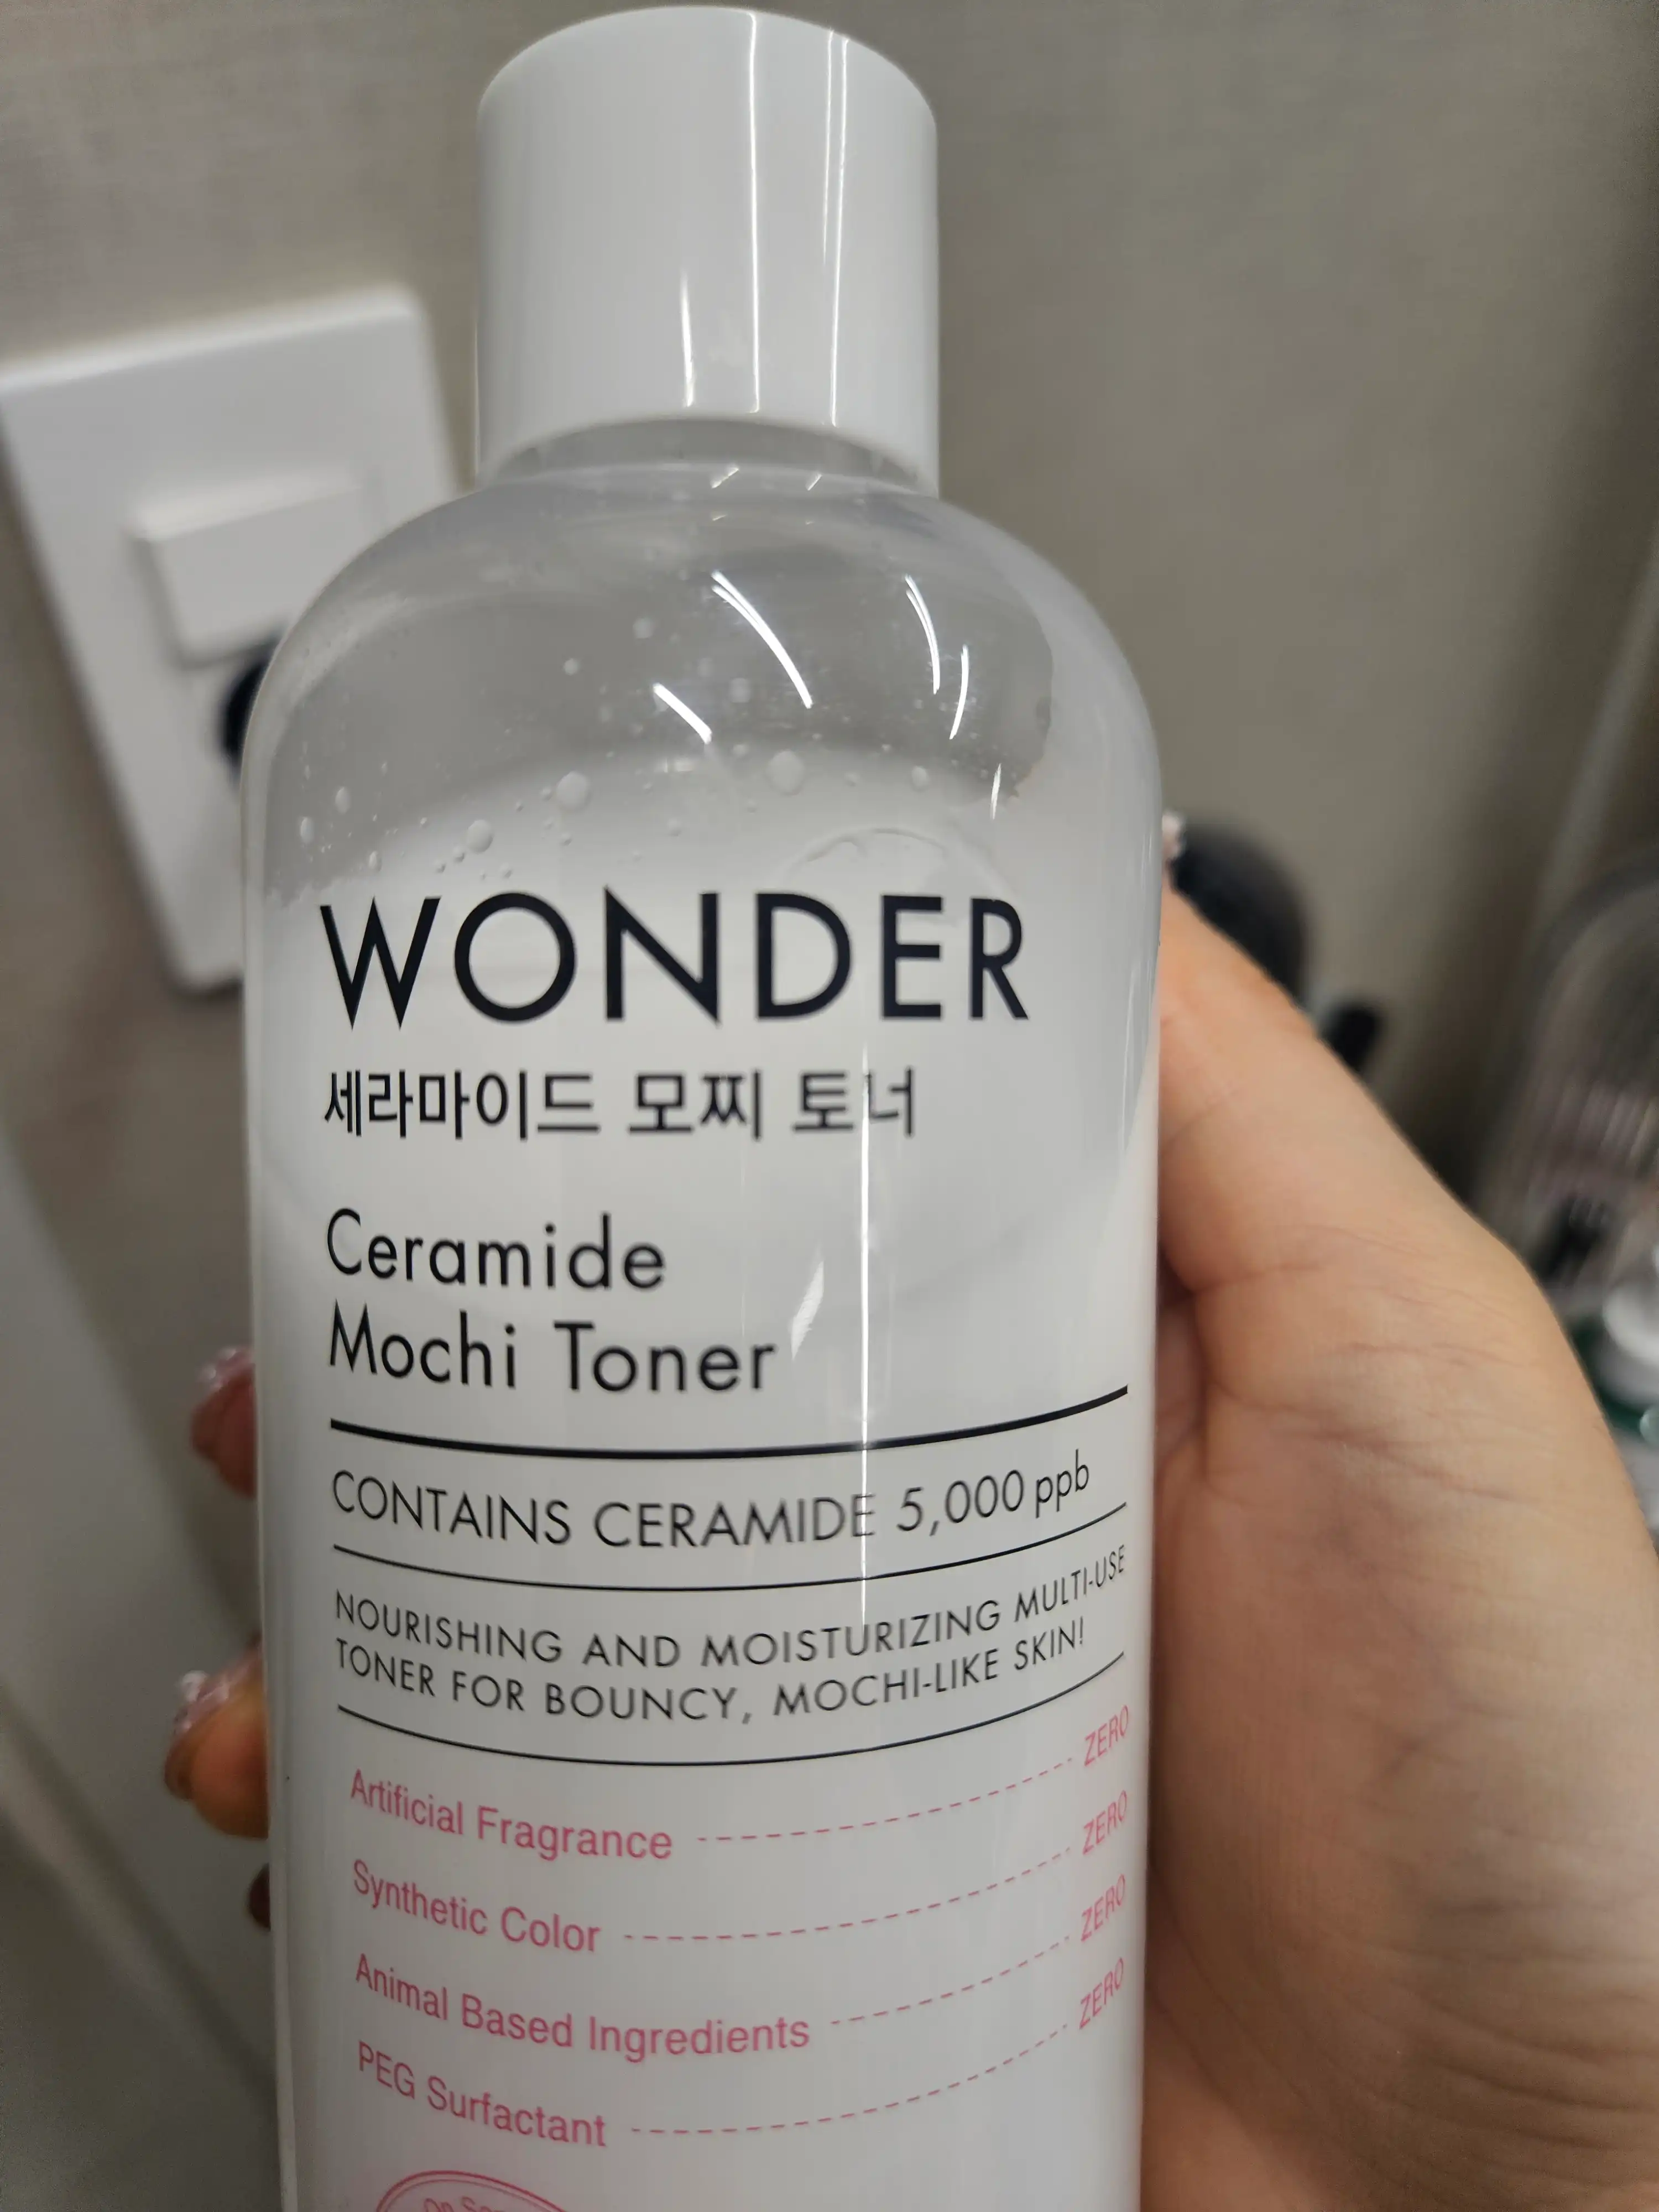 WONDER
세라마이드 모찌 토너
Ceramide
Mochi Toner
CONTAINS CERAMIDE 5,000 ppb
NOURISHING AND MOISTURIZING MULTI-USE
TONER FOR BOUNCY, MOCHI-LIKE SKIN!
Artificial Fragrance ZERO
Synthetic Color ZERO
Animal Based Ingredients ZERO
PEG Surfactant ZERO